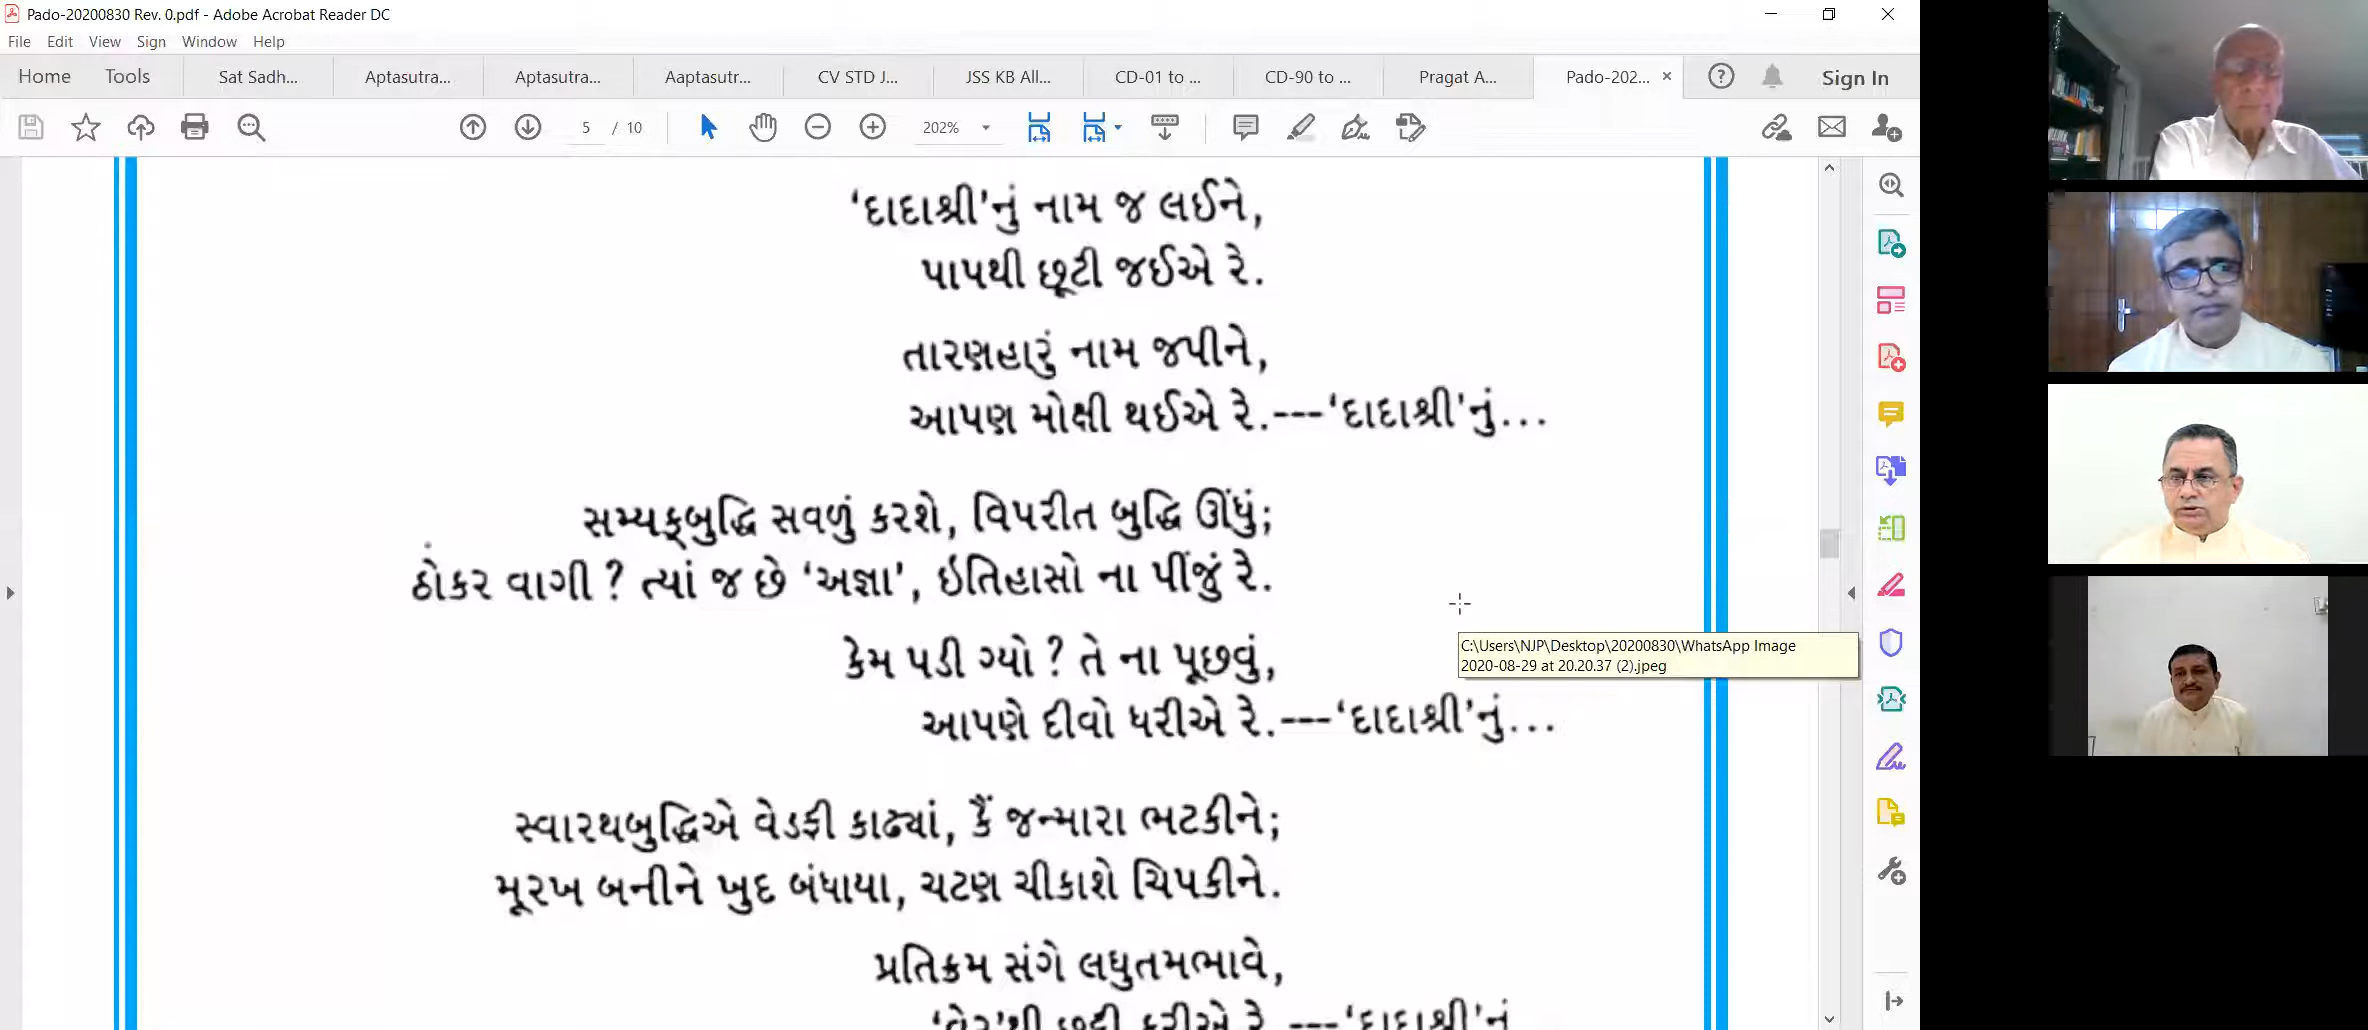 Pado-20200830 Rev. 0.pdf - Adobe Acrobat Reader DC
File Edit View Sign Window Help
Home Tools Sat Sadh... Aptasutra... Aptasutra... Aaptasutr... CV STD J... JSS KB All... CD-01 to ... CD-90 to ... Pragat A... Pado-202... Sign In
5 / 10 202%
‘દાદાશ્રી’નું નામ જ લઈને,
પાપથી છૂટી જઈએ રે.
તારણહારું નામ જપીને,
આપણ મોક્ષી થઈએ રે.---‘દાદાશ્રી’નું...
સમ્યક્બુદ્ધિ સવળું કરશે, વિપરીત બુદ્ધિ ઊંધું;
ઠોકર વાગી ? ત્યાં જ છે ‘અજ્ઞા’, ઇતિહાસો ના પીંજું રે.
કેમ પડી ગ્યો ? તે ના પૂછવું,
આપણે દીવો ધરીએ રે.---‘દાદાશ્રી’નું...
સ્વારથબુદ્ધિએ વેડફી કાઢ્યાં, કૈં જન્મારા ભટકીને;
મૂરખ બનીને ખુદ બંધાયા, ચટણ ચીકાશે ચિપકીને.
પ્રતિક્રમ સંગે લઘુતમભાવે,
C:\Users\NJP\Desktop\20200830\WhatsApp Image
2020-08-29 at 20.20.37 (2).jpeg